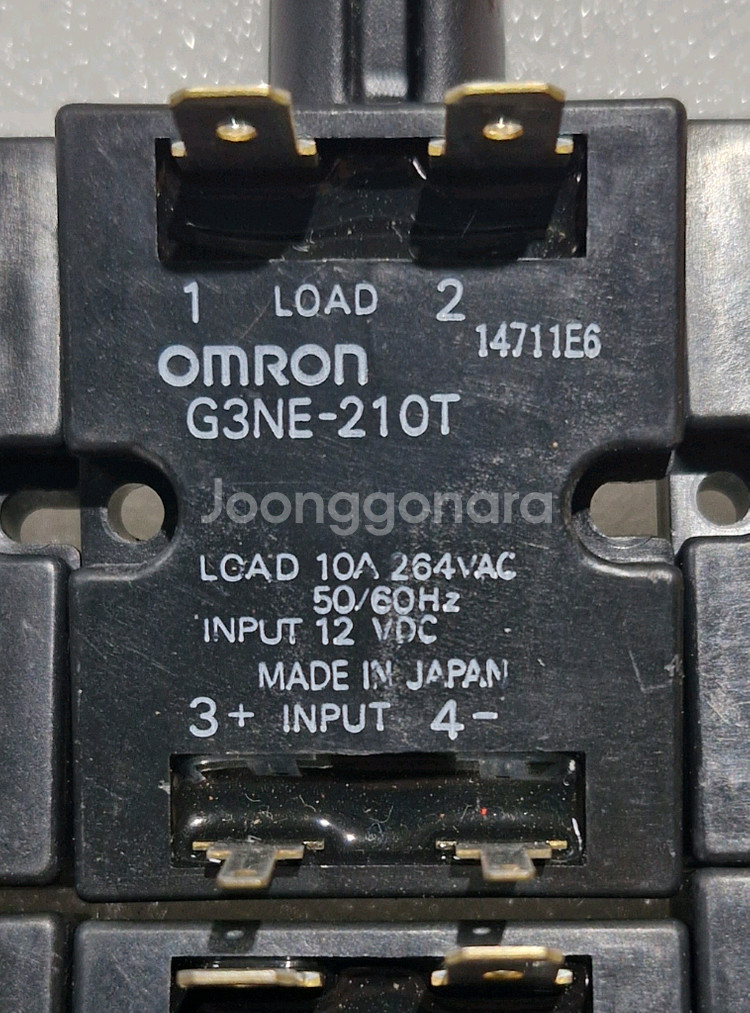 1 LOAD 2
14711E6
OMRON
G3NE-210T
Joonggonara
LOAD 10A 264VAC
50/60Hz
INPUT 12 VDC
MADE IN JAPAN
3+ INPUT 4-